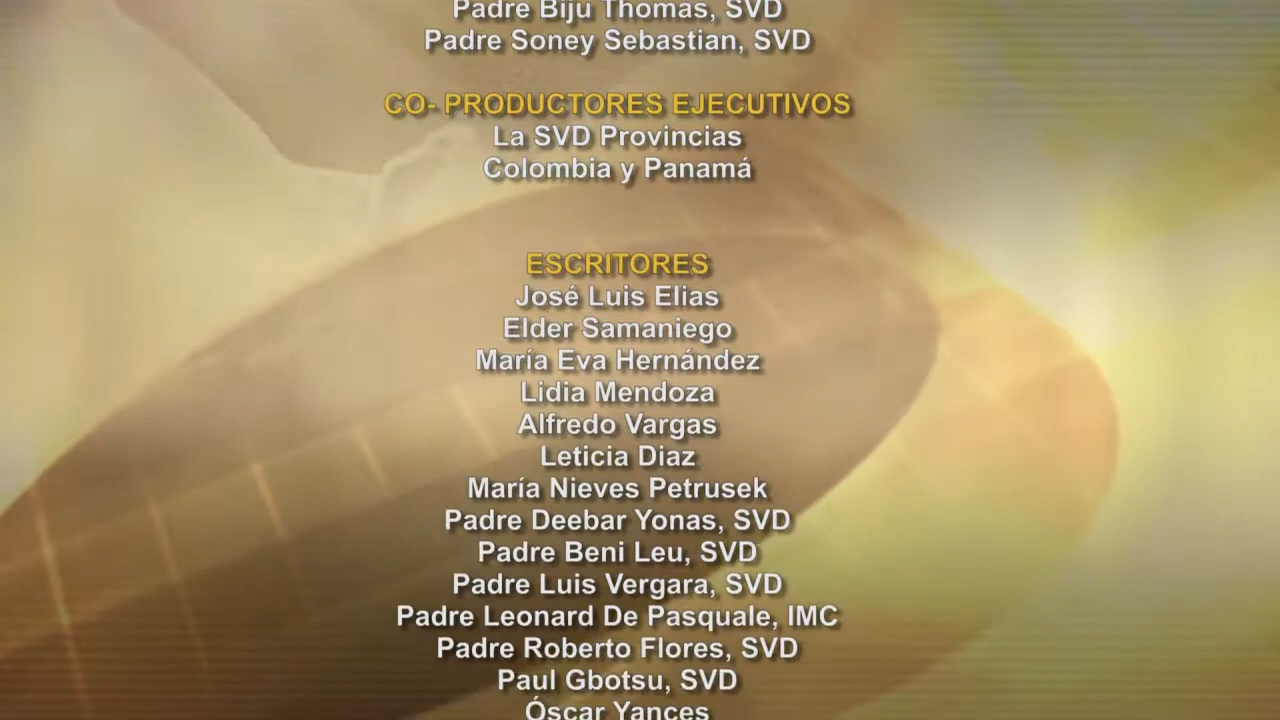 Padre Biju Thomas, SVD
Padre Soney Sebastian, SVD
CO- PRODUCTORES EJECUTIVOS
La SVD Provincias
Colombia y Panamá
ESCRITORES
José Luis Elias
Elder Samaniego
María Eva Hernández
Lidia Mendoza
Alfredo Vargas
Leticia Diaz
María Nieves Petrusek
Padre Deebar Yonas, SVD
Padre Beni Leu, SVD
Padre Luis Vergara, SVD
Padre Leonard De Pasquale, IMC
Padre Roberto Flores, SVD
Paul Gbotsu, SVD
Óscar Yances